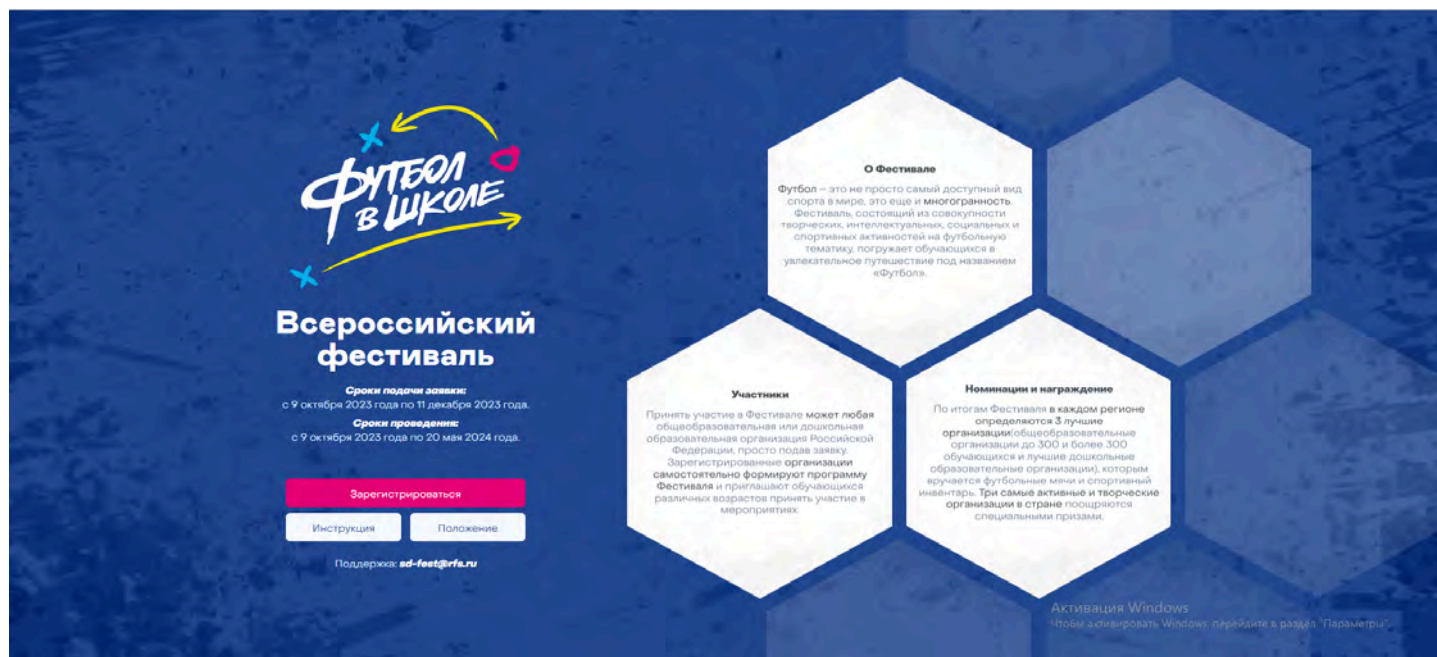 ФУТБОЛ
В ШКОЛЕ
Всероссийский
фестиваль
Сроки подачи заявки:
с 9 октября 2023 года по 11 декабря 2023 года.
Сроки проведения:
с 9 октября 2023 года по 20 мая 2024 года.
Зарегистрироваться
Инструкция
Положение
Поддержка: sd-fest@rfs.ru
О Фестивале
Футбол – это не просто самый доступный вид
спорта в мире, это еще и многогранность.
Фестиваль, состоящий из совокупности
творческих, интеллектуальных, социальных и
спортивных активностей на футбольную
тематику, погружает обучающихся в
увлекательное путешествие под названием
«Футбол».
Участники
Принять участие в Фестивале может любая
общеобразовательная или дошкольная
образовательная организация Российской
Федерации, просто подав заявку.
Зарегистрированные организации
самостоятельно формируют программу
Фестиваля и приглашают обучающихся
различных возрастов принять участие в
мероприятиях.
Номинации и награждение
По итогам Фестиваля в каждом регионе
определяются 3 лучшие
организации(общеобразовательные
организации до 300 и более 300
обучающихся и лучшие дошкольные
образовательные организации), которым
вручается футбольные мячи и спортивный
инвентарь. Три самые активные и творческие
организации в стране поощряются
специальными призами.
Активация Windows
Чтобы активировать Windows, перейдите в раздел "Параметры".